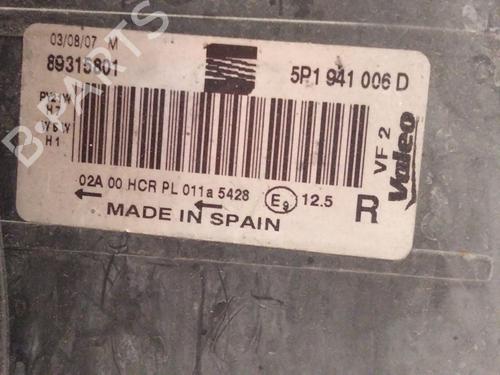 03/08/07 M
89315801
5P1 941 006 D
H7
W5W
H1
02A 00 HCR PL 011a 5428
E9
12.5
R
MADE IN SPAIN
VF 2
Valeo
B-PARTS